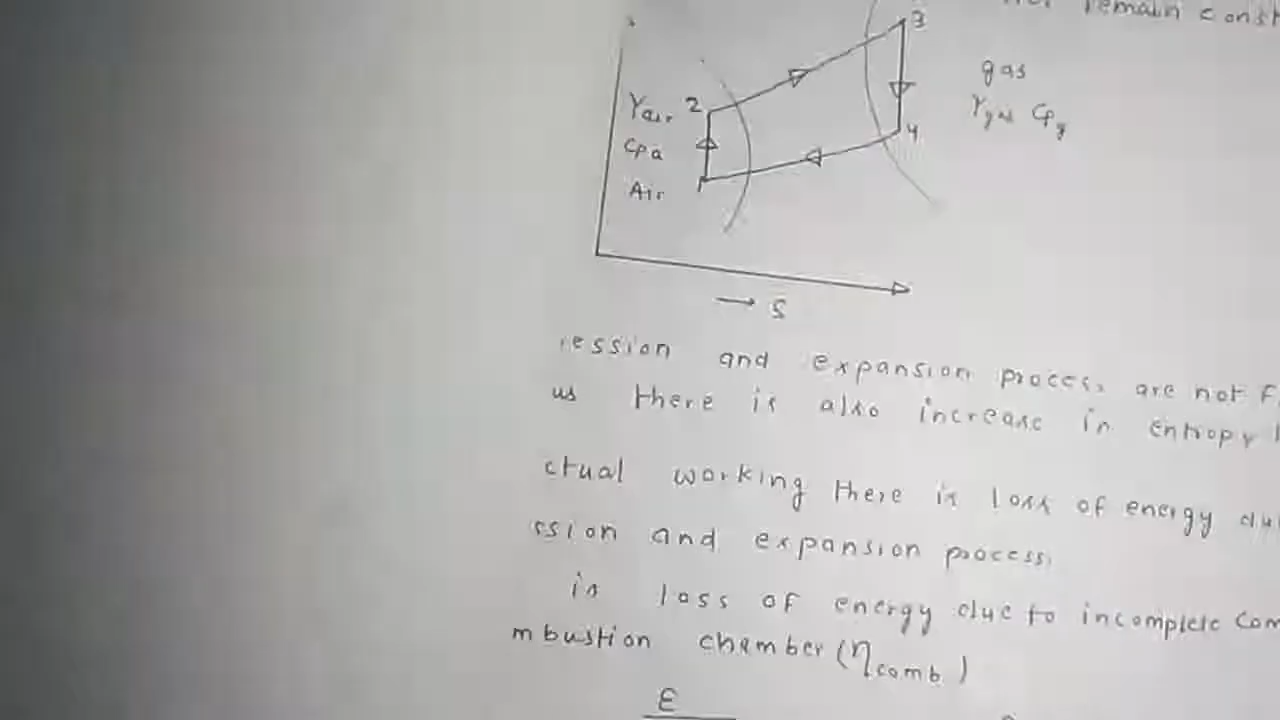 remain const
3
gas
γair 2
γgas Cpg
Cpa
4
1
Air
→ S
ression and expansion process are not F
us there is also increase in entropy
ctual working there is loss of energy du
ssion and expansion process.
is loss of energy due to incomplete com
mbustion chamber (ηcomb)
ε